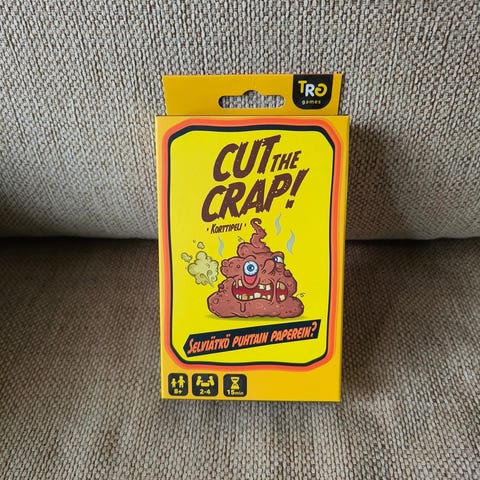 TRO
games
CUT THE
CRAP!
• KORTTIPELI •
SELVIÄTKÖ PUHTAIN PAPEREIN?
8+
2-4
15min